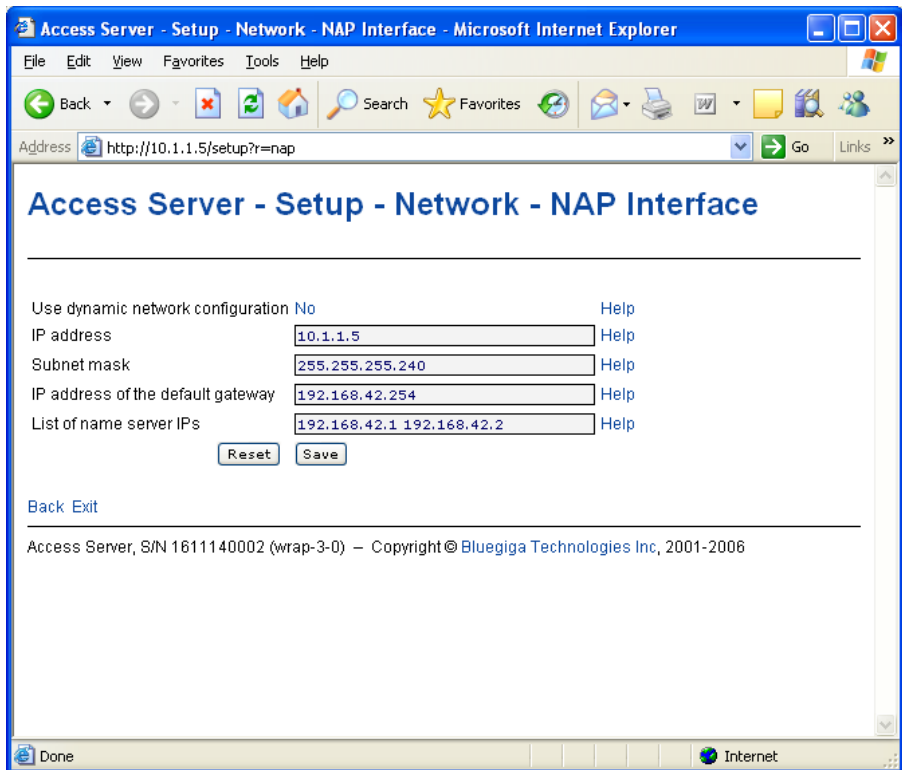 Access Server - Setup - Network - NAP Interface - Microsoft Internet Explorer
File Edit View Favorites Tools Help
Back Search Favorites W
Address http://10.1.1.5/setup?r=nap Go Links »
Access Server - Setup - Network - NAP Interface
Use dynamic network configuration No Help
IP address 10.1.1.5 Help
Subnet mask 255.255.255.240 Help
IP address of the default gateway 192.168.42.254 Help
List of name server IPs 192.168.42.1 192.168.42.2 Help
Reset Save
Back Exit
Access Server, S/N 1611140002 (wrap-3-0) – Copyright © Bluegiga Technologies Inc, 2001-2006
Done Internet